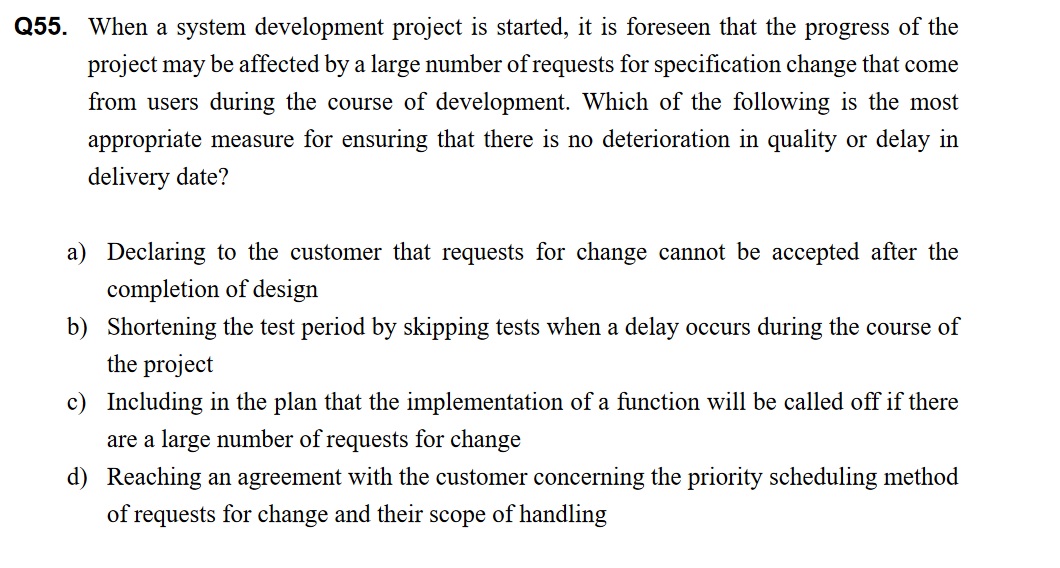 Q55. When a system development project is started, it is foreseen that the progress of the
project may be affected by a large number of requests for specification change that come
from users during the course of development. Which of the following is the most
appropriate measure for ensuring that there is no deterioration in quality or delay in
delivery date?
a) Declaring to the customer that requests for change cannot be accepted after the
completion of design
b) Shortening the test period by skipping tests when a delay occurs during the course of
the project
c) Including in the plan that the implementation of a function will be called off if there
are a large number of requests for change
d) Reaching an agreement with the customer concerning the priority scheduling method
of requests for change and their scope of handling